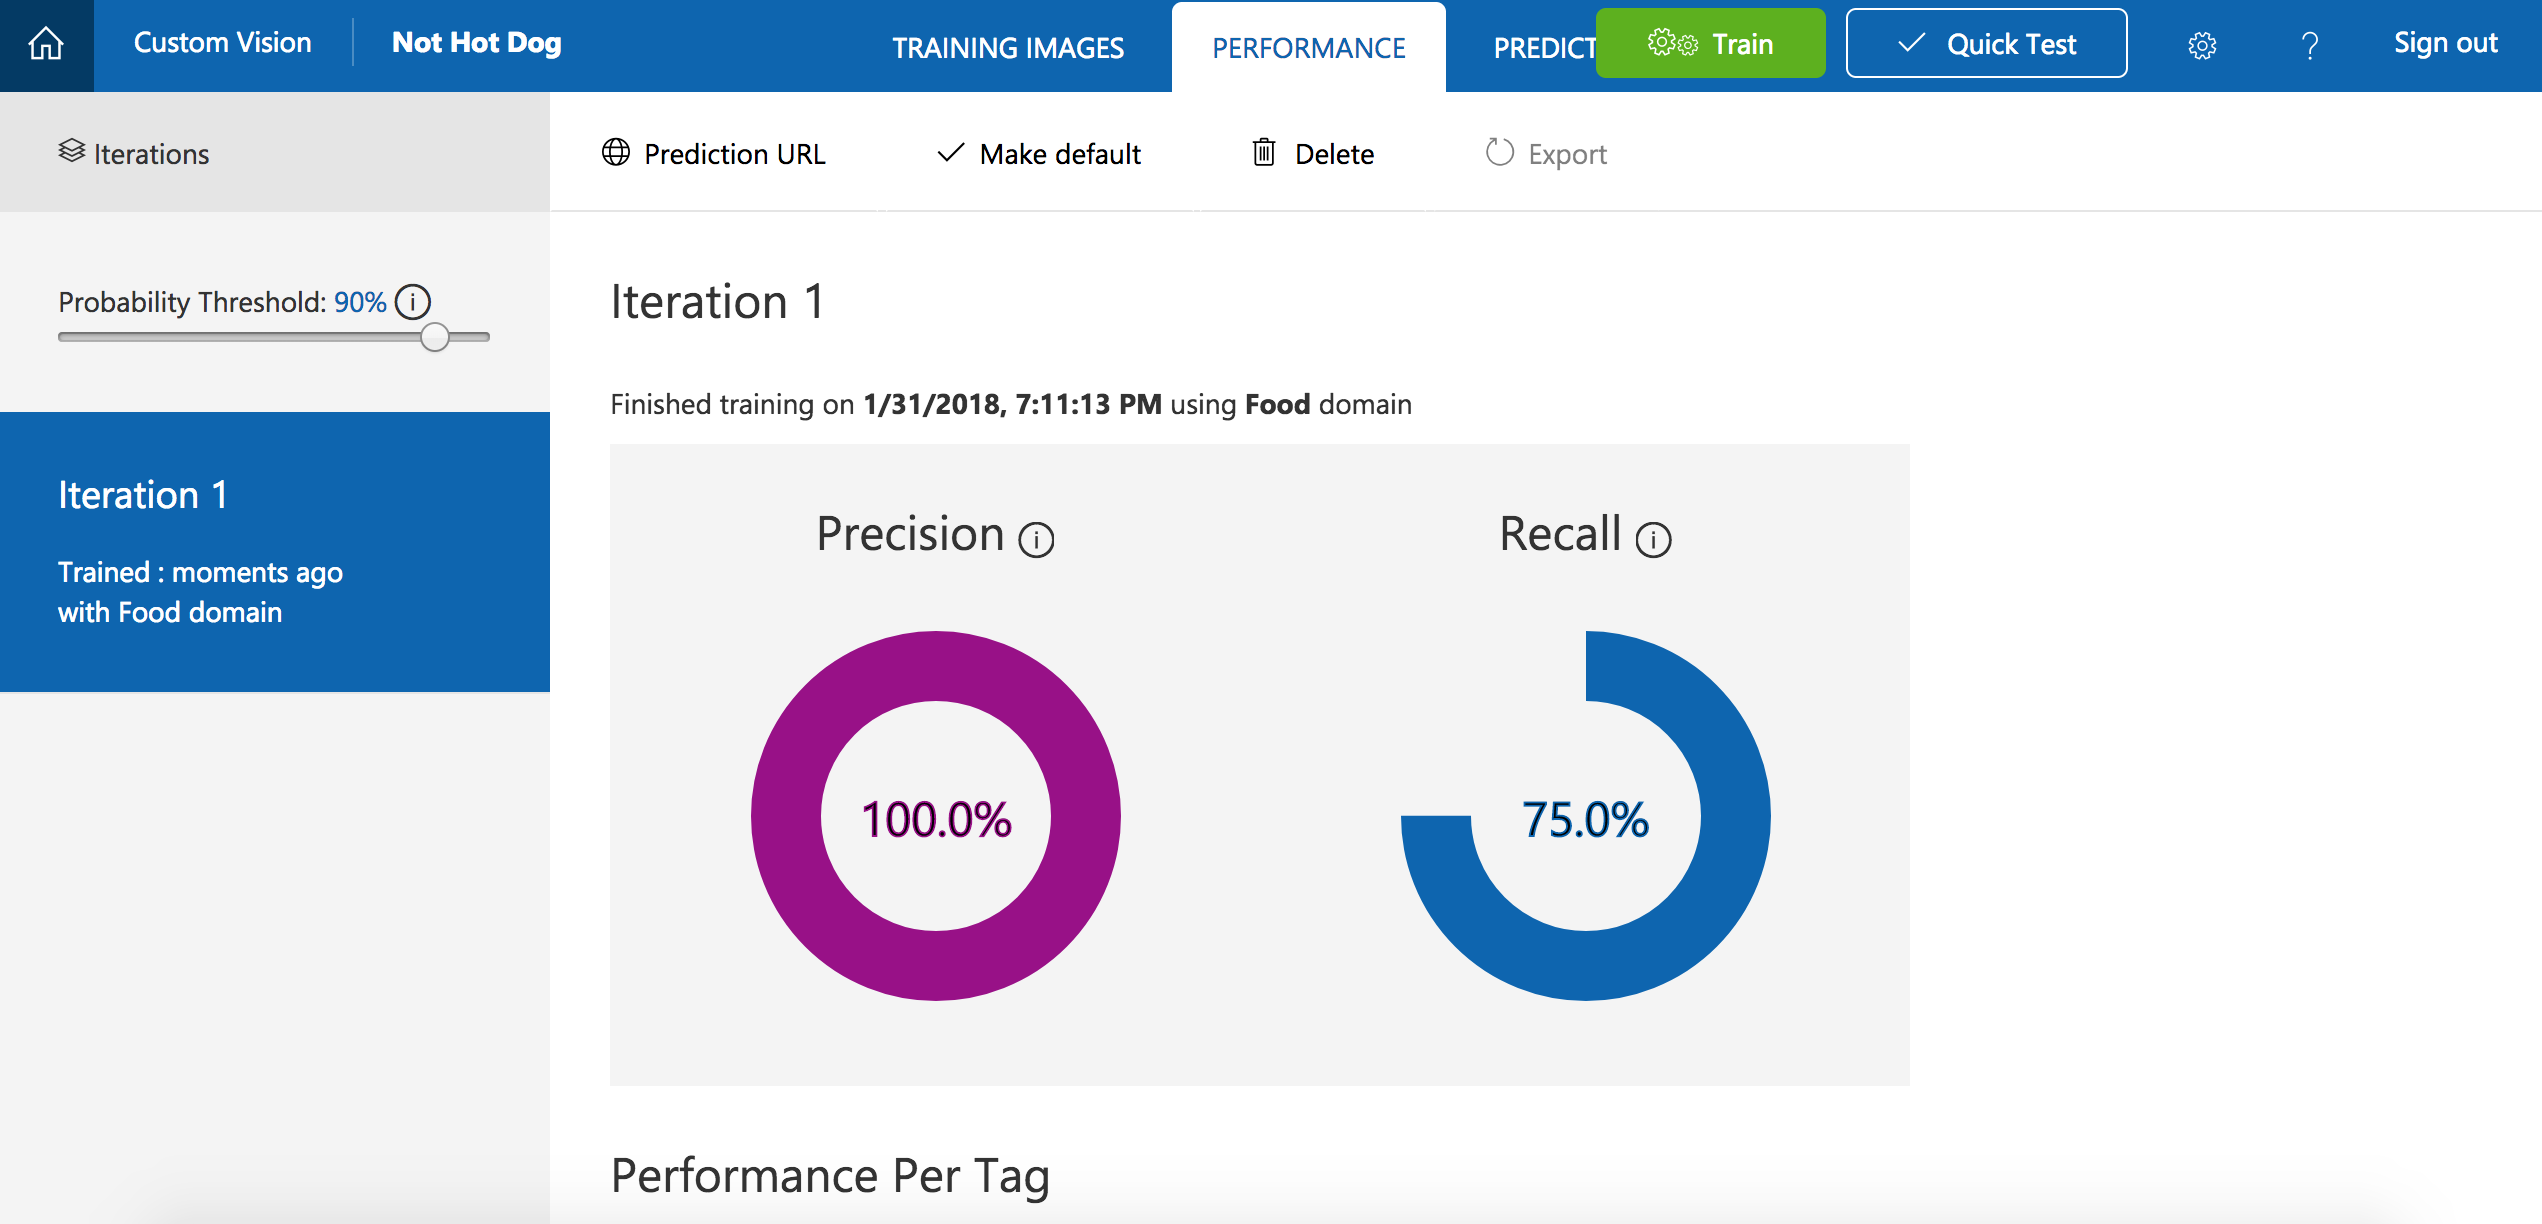 Custom Vision
Not Hot Dog
TRAINING IMAGES
PERFORMANCE
PREDICT
Train
Quick Test
?
Sign out
Iterations
Prediction URL
Make default
Delete
Export
Probability Threshold: 90%
Iteration 1
Trained : moments ago
with Food domain
Iteration 1
Finished training on 1/31/2018, 7:11:13 PM using Food domain
Precision
Recall
100.0%
75.0%
Performance Per Tag